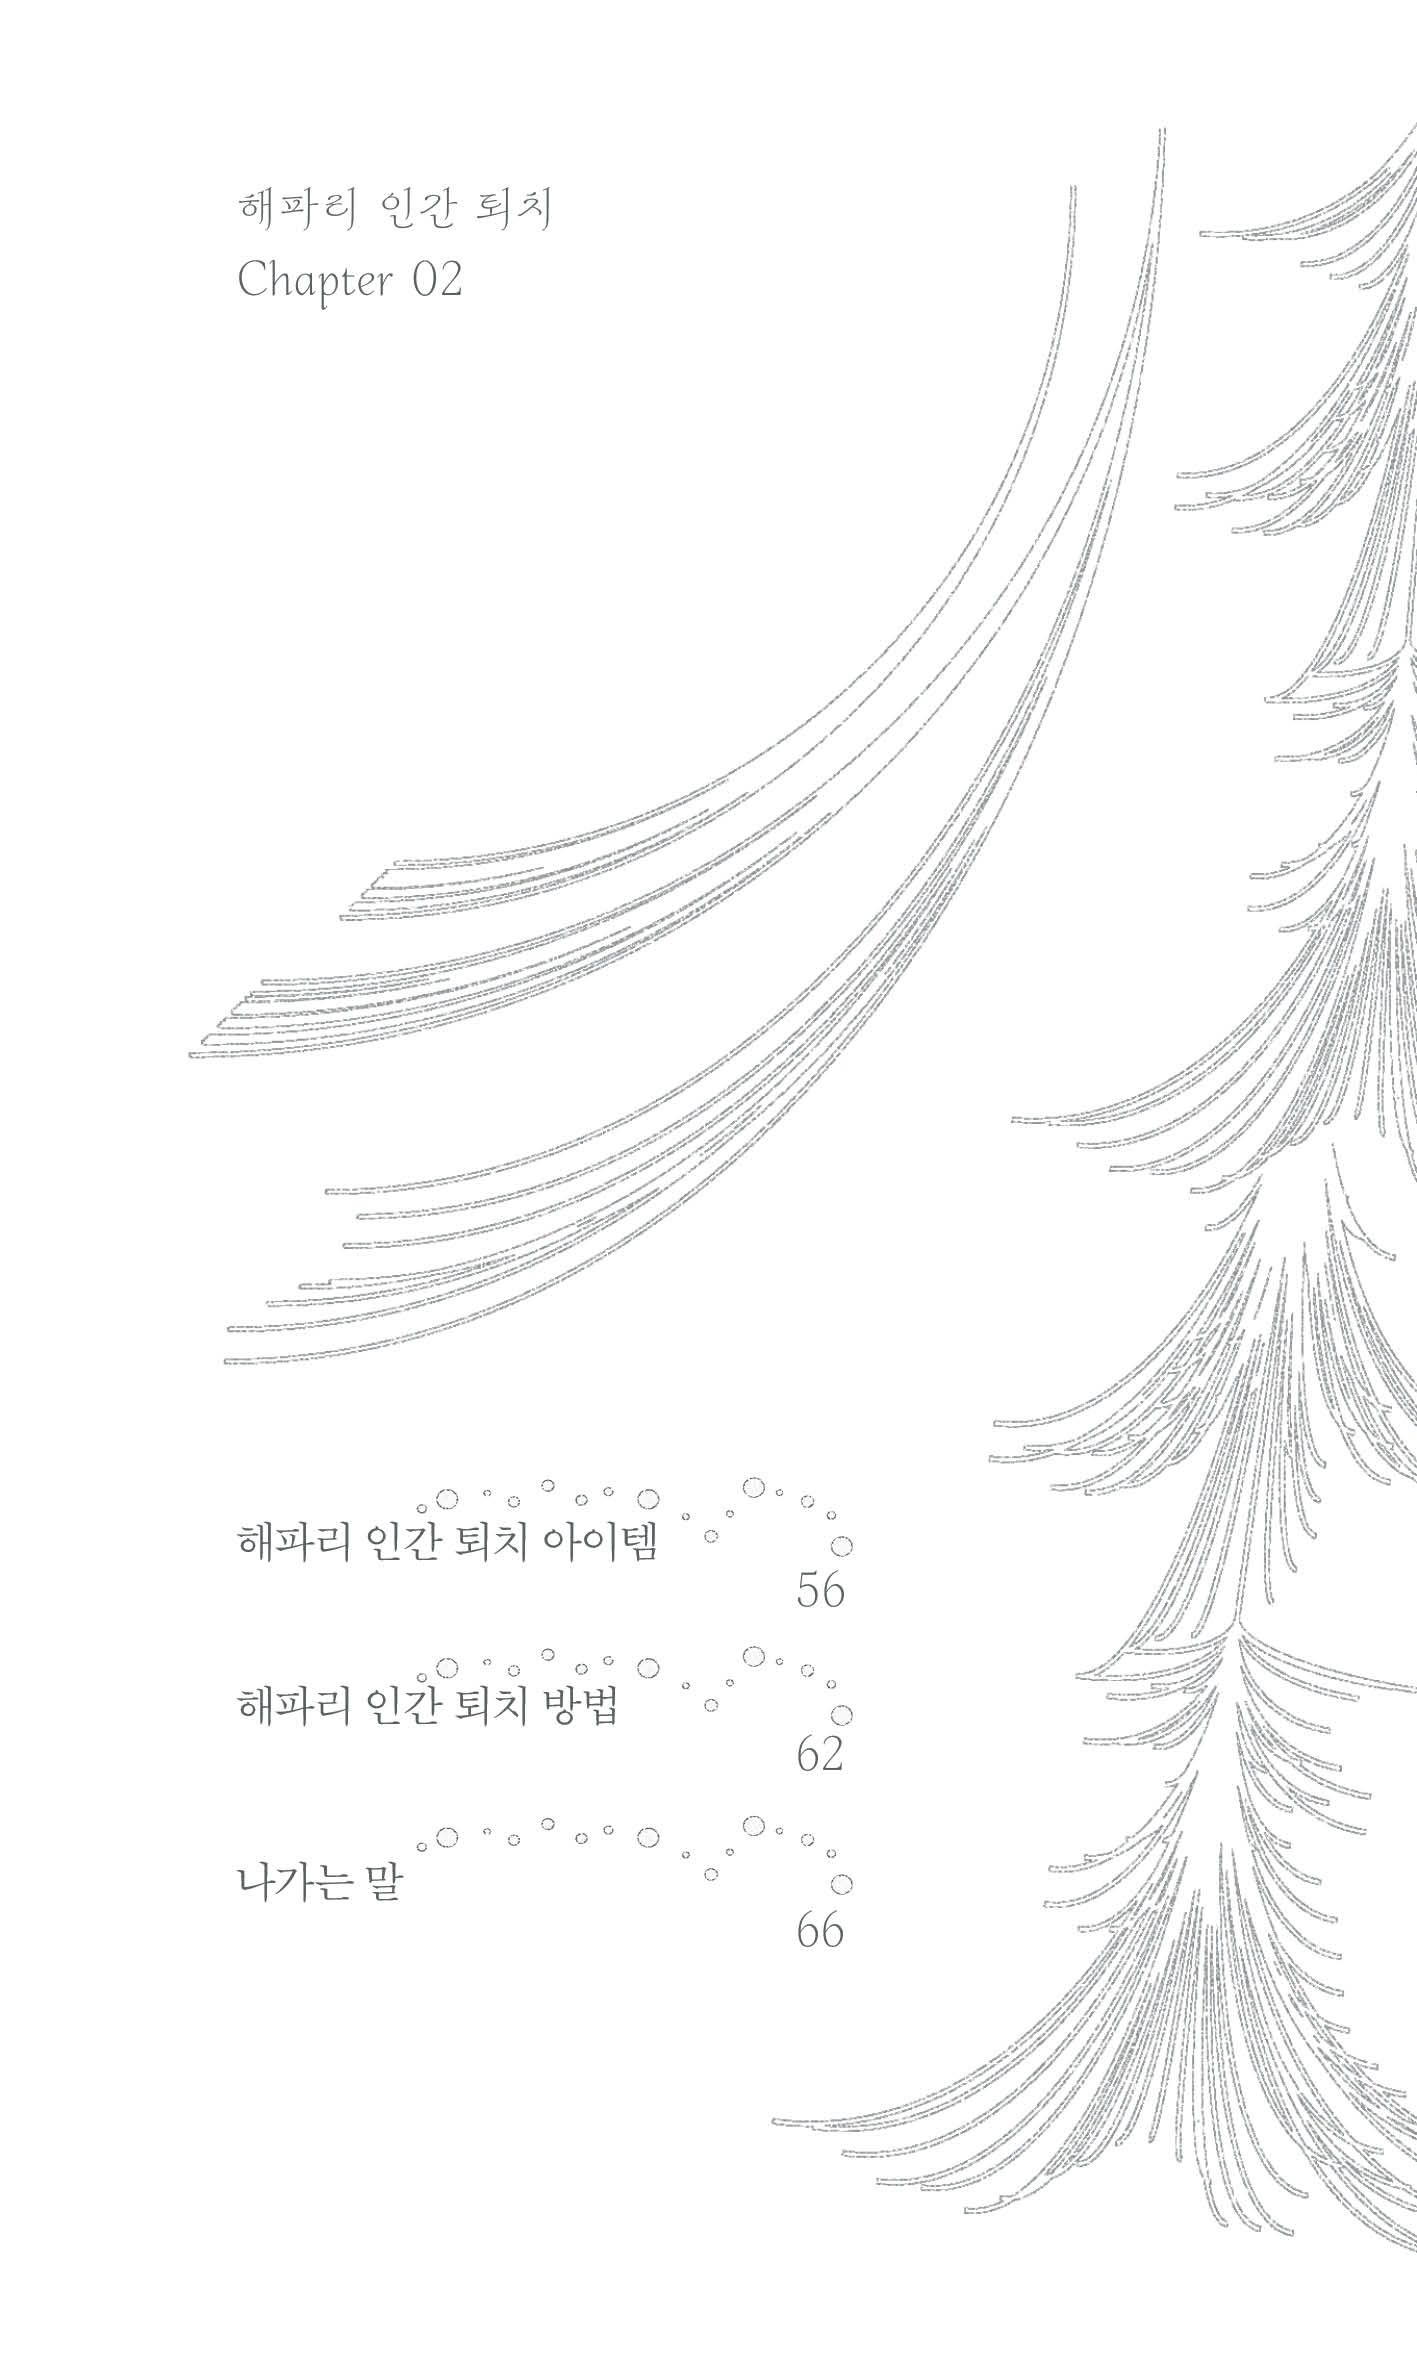 해파리 인간 퇴치
Chapter 02
해파리 인간 퇴치 아이템
56
해파리 인간 퇴치 방법
62
나가는 말
66